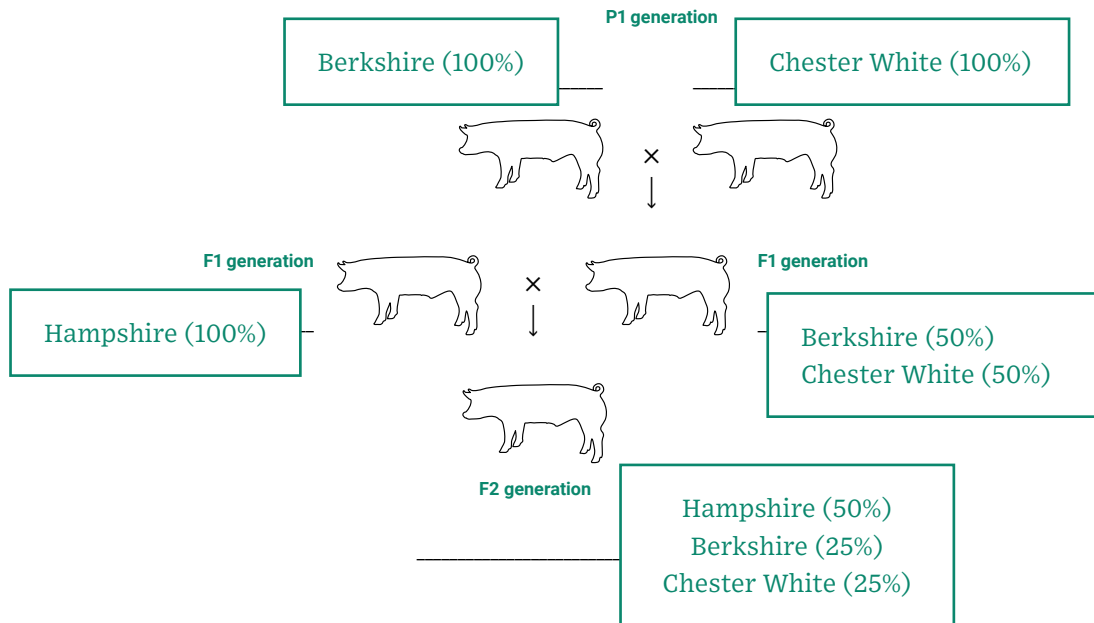 P1 generation
Berkshire (100%)
Chester White (100%)
×
F1 generation
F1 generation
×
Hampshire (100%)
Berkshire (50%)
Chester White (50%)
F2 generation
Hampshire (50%)
Berkshire (25%)
Chester White (25%)